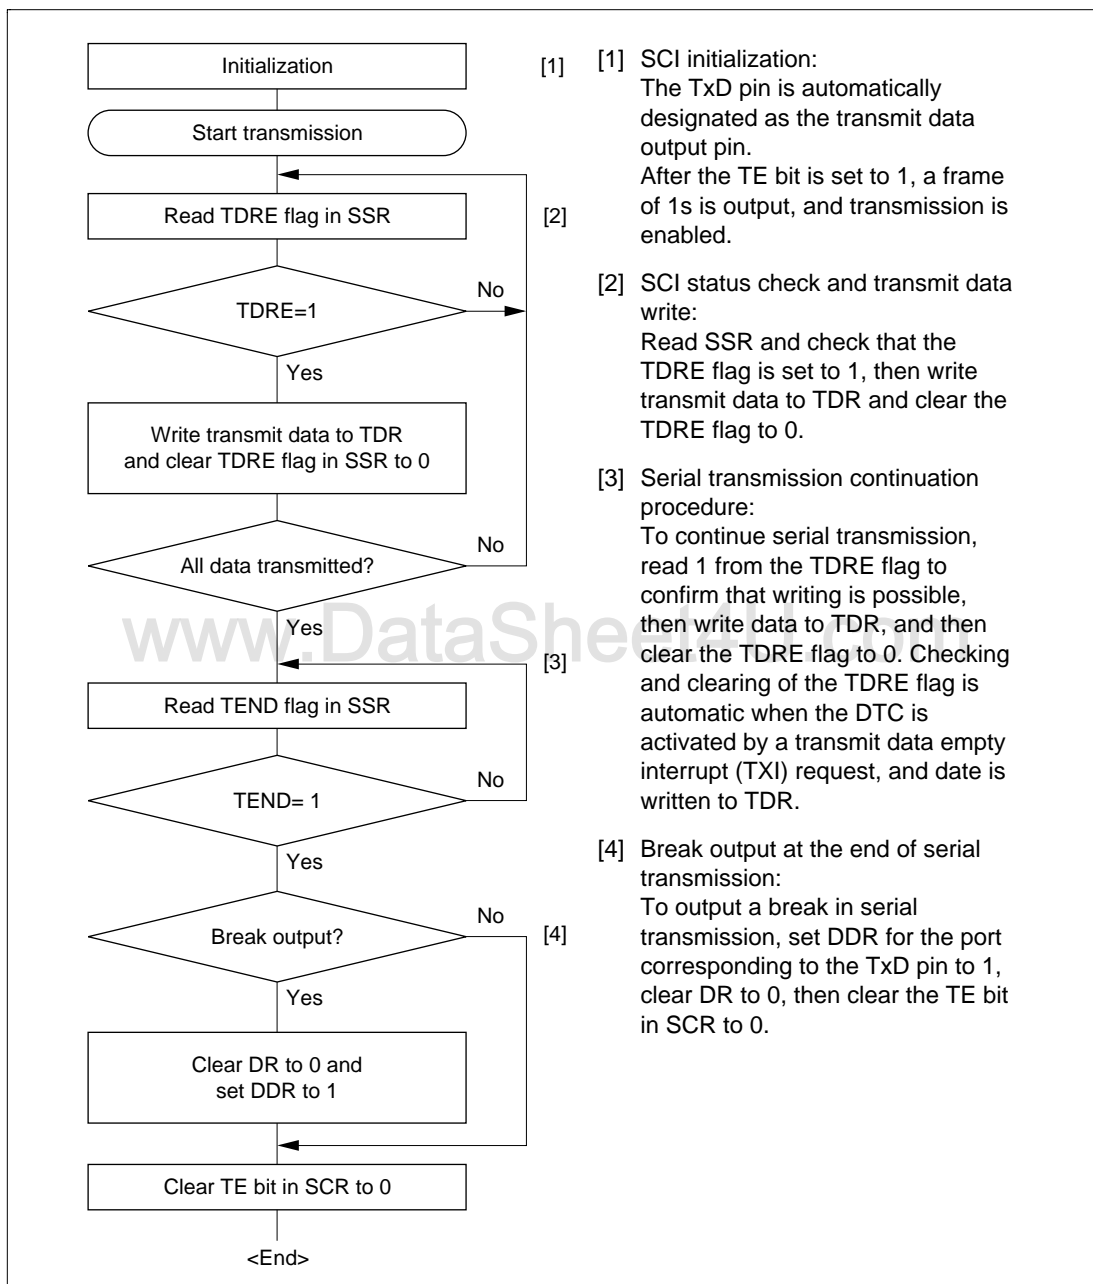 Initialization
[1]
Start transmission
Read TDRE flag in SSR
[2]
TDRE=1
No
Yes
Write transmit data to TDR
and clear TDRE flag in SSR to 0
All data transmitted?
No
Yes
[3]
Read TEND flag in SSR
TEND= 1
No
Yes
Break output?
No
[4]
Yes
Clear DR to 0 and
set DDR to 1
Clear TE bit in SCR to 0
<End>
[1] SCI initialization:
The TxD pin is automatically
designated as the transmit data
output pin.
After the TE bit is set to 1, a frame
of 1s is output, and transmission is
enabled.
[2] SCI status check and transmit data
write:
Read SSR and check that the
TDRE flag is set to 1, then write
transmit data to TDR and clear the
TDRE flag to 0.
[3] Serial transmission continuation
procedure:
To continue serial transmission,
read 1 from the TDRE flag to
confirm that writing is possible,
then write data to TDR, and then
clear the TDRE flag to 0. Checking
and clearing of the TDRE flag is
automatic when the DTC is
activated by a transmit data empty
interrupt (TXI) request, and date is
written to TDR.
[4] Break output at the end of serial
transmission:
To output a break in serial
transmission, set DDR for the port
corresponding to the TxD pin to 1,
clear DR to 0, then clear the TE bit
in SCR to 0.
www.DataSheet4U.com